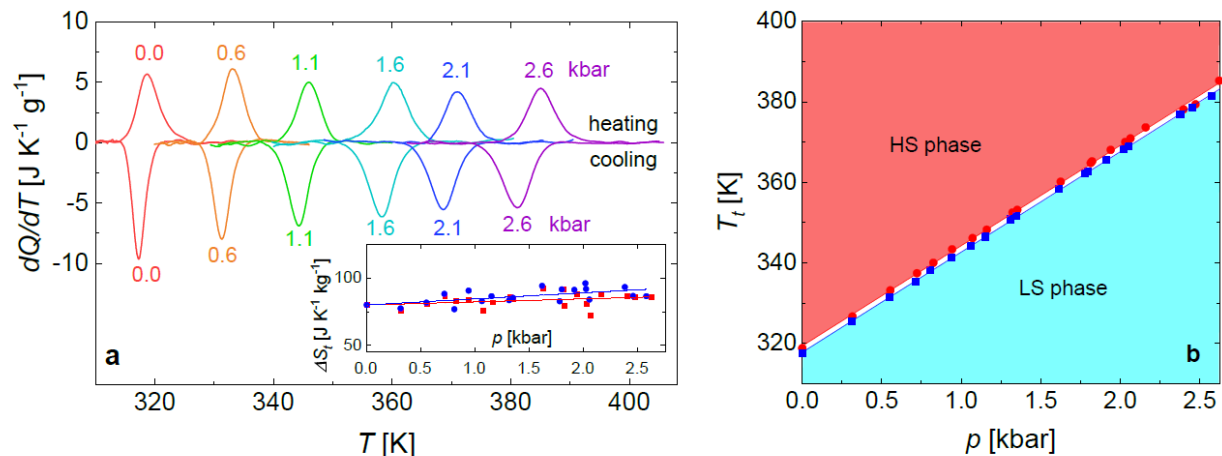 10
5
0
-5
-10
dQ/dT [J K⁻¹ g⁻¹]
0.0
0.6
1.1
1.6
2.1
2.6 kbar
heating
cooling
0.0
0.6
1.1
1.6
2.1
2.6 kbar
a
100
50
ΔSₜ [J K⁻¹ kg⁻¹]
p [kbar]
0.0 0.5 1.0 1.5 2.0 2.5
320 340 360 380 400
T [K]
400
380
360
340
320
Tₜ [K]
HS phase
LS phase
b
0.0 0.5 1.0 1.5 2.0 2.5
p [kbar]